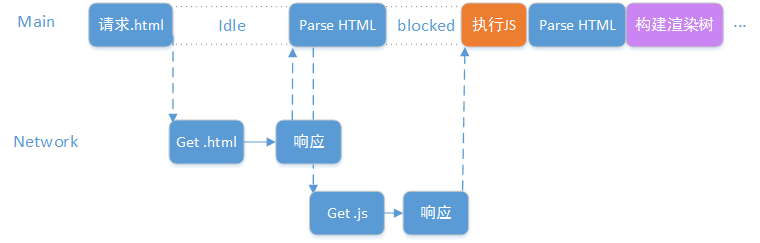 Main
请求.html
Idle
Parse HTML
blocked
执行JS
Parse HTML
构建渲染树
...
Network
Get .html
响应
Get .js
响应